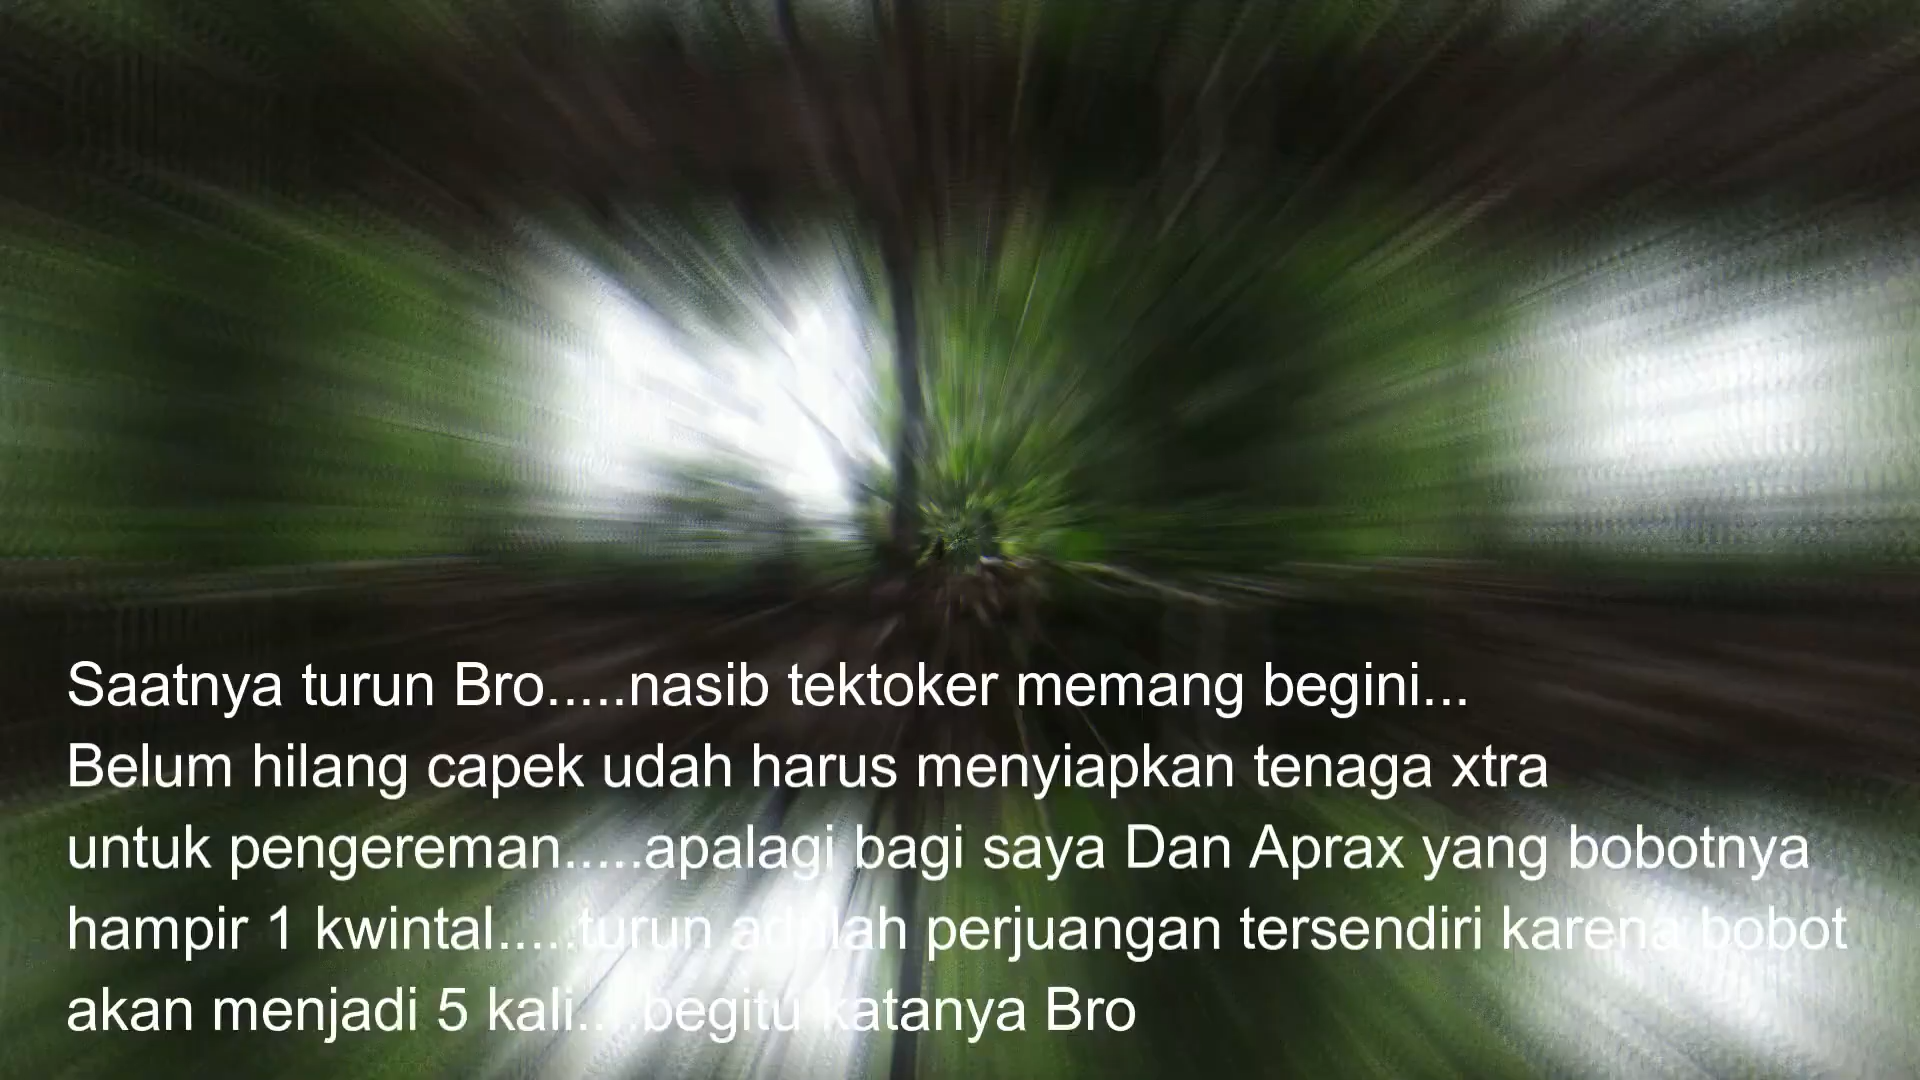 Saatnya turun Bro.....nasib tektoker memang begini...
Belum hilang capek udah harus menyiapkan tenaga xtra
untuk pengereman.....apalagi bagi saya Dan Aprax yang bobotnya
hampir 1 kwintal.....turun adalah perjuangan tersendiri karena bobot
akan menjadi 5 kali.....begitu katanya Bro